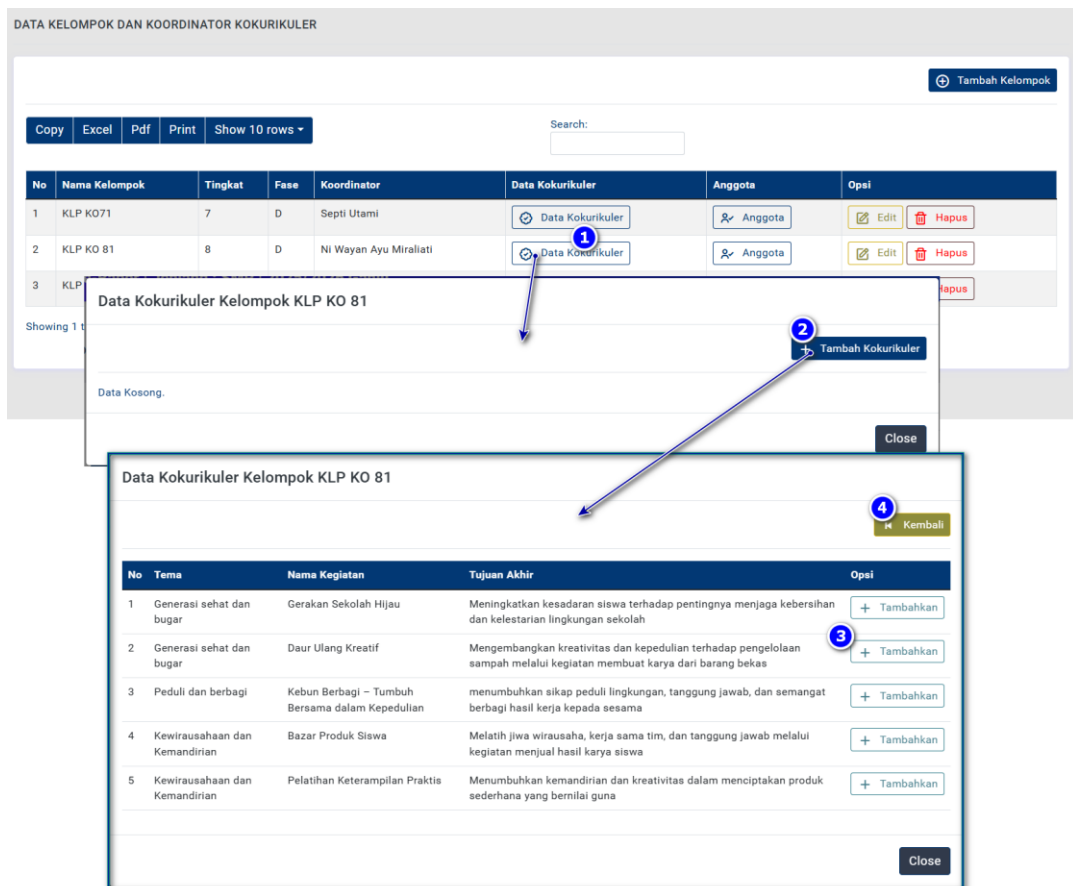 DATA KELOMPOK DAN KOORDINATOR KOKURIKULER
Tambah Kelompok
Copy Excel Pdf Print Show 10 rows
Search:
No Nama Kelompok Tingkat Fase Koordinator Data Kokurikuler Anggota Opsi
1 KLP KO71 7 D Septi Utami Data Kokurikuler Anggota Edit Hapus
1
2 KLP KO 81 8 D Ni Wayan Ayu Miraliati Data Kokurikuler Anggota Edit Hapus
3 KLP Hapus
Showing 1 t
Data Kokurikuler Kelompok KLP KO 81
2
+ Tambah Kokurikuler
Data Kosong.
Close
Data Kokurikuler Kelompok KLP KO 81
4
Kembali
No Tema Nama Kegiatan Tujuan Akhir Opsi
1 Generasi sehat dan Gerakan Sekolah Hijau Meningkatkan kesadaran siswa terhadap pentingnya menjaga kebersihan + Tambahkan
bugar dan kelestarian lingkungan sekolah
3
2 Generasi sehat dan Daur Ulang Kreatif Mengembangkan kreativitas dan kepedulian terhadap pengelolaan + Tambahkan
bugar sampah melalui kegiatan membuat karya dari barang bekas
3 Peduli dan berbagi Kebun Berbagi – Tumbuh menumbuhkan sikap peduli lingkungan, tanggung jawab, dan semangat + Tambahkan
Bersama dalam Kepedulian berbagi hasil kerja kepada sesama
4 Kewirausahaan dan Bazar Produk Siswa Melatih jiwa wirausaha, kerja sama tim, dan tanggung jawab melalui + Tambahkan
Kemandirian kegiatan menjual hasil karya siswa
5 Kewirausahaan dan Pelatihan Keterampilan Praktis Menumbuhkan kemandirian dan kreativitas dalam menciptakan produk + Tambahkan
Kemandirian sederhana yang bernilai guna
Close